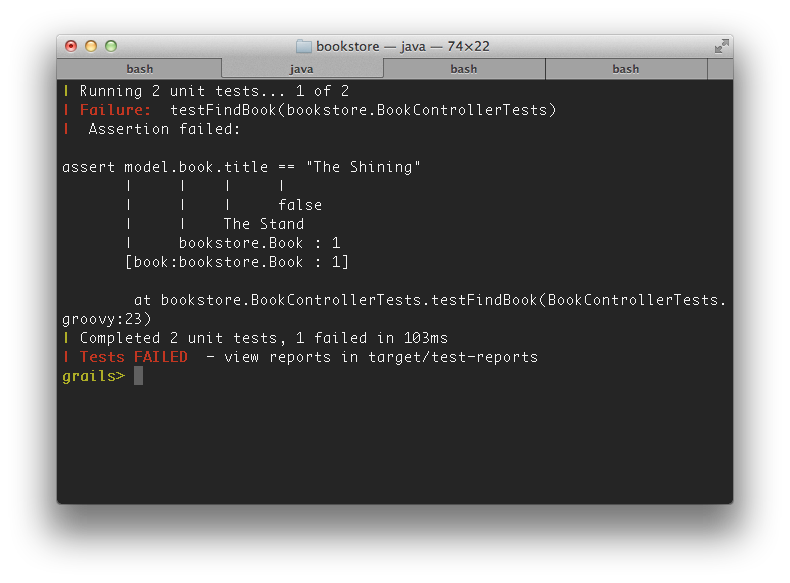 bookstore — java — 74×22
bash java bash bash
| Running 2 unit tests... 1 of 2
| Failure:  testFindBook(bookstore.BookControllerTests)
|  Assertion failed:
assert model.book.title == "The Shining"
       |     |    |     |
       |     |    |     false
       |     |    The Stand
       |     bookstore.Book : 1
       [book:bookstore.Book : 1]
        at bookstore.BookControllerTests.testFindBook(BookControllerTests.
groovy:23)
| Completed 2 unit tests, 1 failed in 103ms
| Tests FAILED  - view reports in target/test-reports
grails>